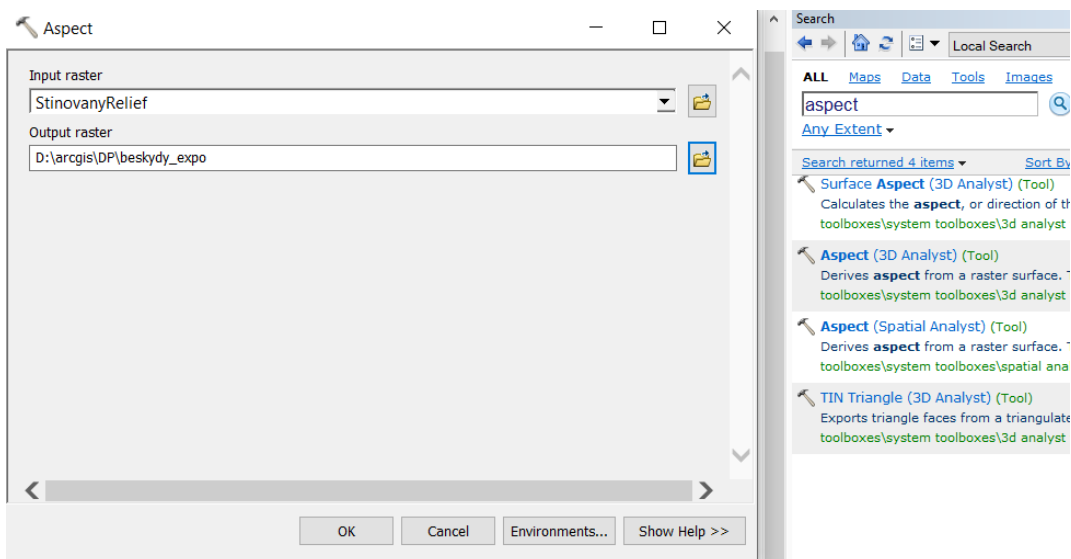 Aspect
Input raster
StinovanyRelief
Output raster
D:\arcgis\DP\beskydy_expo
OK
Cancel
Environments...
Show Help >>
Search
Local Search
ALL Maps Data Tools Images
aspect
Any Extent
Search returned 4 items Sort By
Surface Aspect (3D Analyst) (Tool)
Calculates the aspect, or direction of th
toolboxes\system toolboxes\3d analyst
Aspect (3D Analyst) (Tool)
Derives aspect from a raster surface. T
toolboxes\system toolboxes\3d analyst
Aspect (Spatial Analyst) (Tool)
Derives aspect from a raster surface. T
toolboxes\system toolboxes\spatial ana
TIN Triangle (3D Analyst) (Tool)
Exports triangle faces from a triangulate
toolboxes\system toolboxes\3d analyst